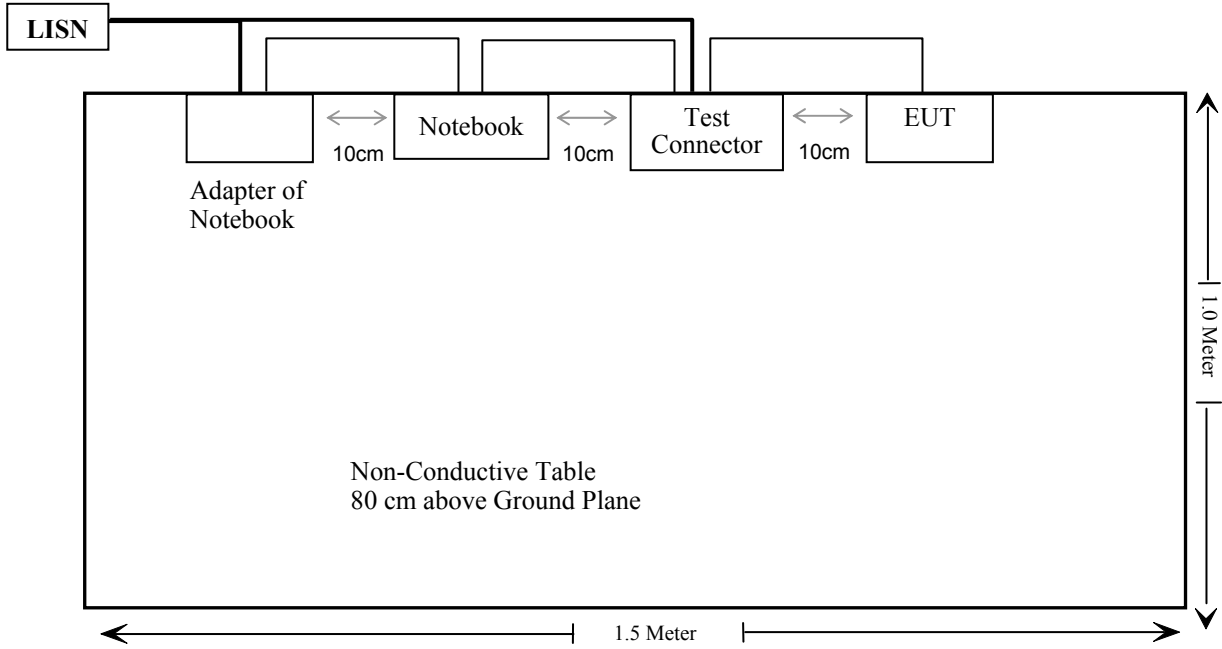 LISN
Notebook
Test
Connector
EUT
10cm
10cm
10cm
Adapter of
Notebook
1.0 Meter
Non-Conductive Table
80 cm above Ground Plane
1.5 Meter